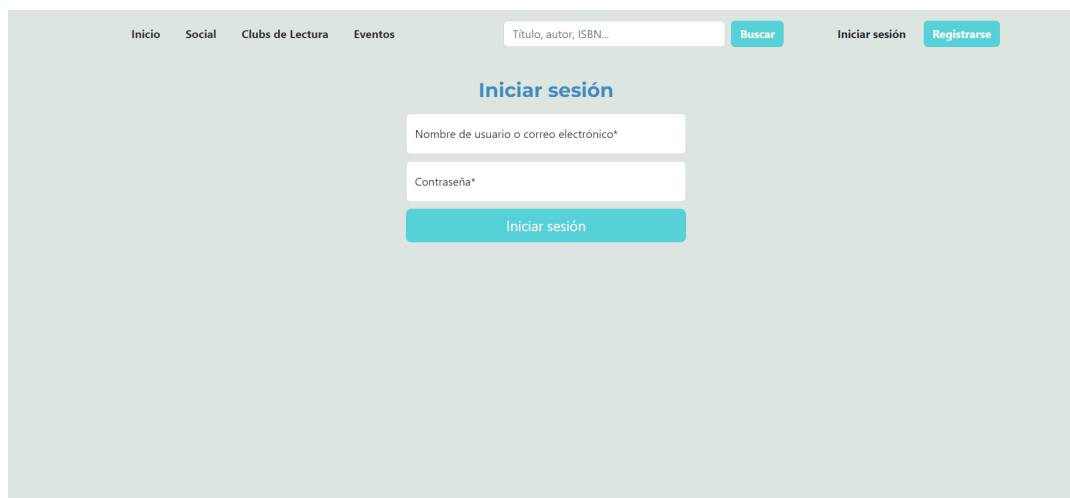 Inicio Social Clubs de Lectura Eventos Título, autor, ISBN... Buscar Iniciar sesión Registrarse
Iniciar sesión
Nombre de usuario o correo electrónico*
Contraseña*
Iniciar sesión